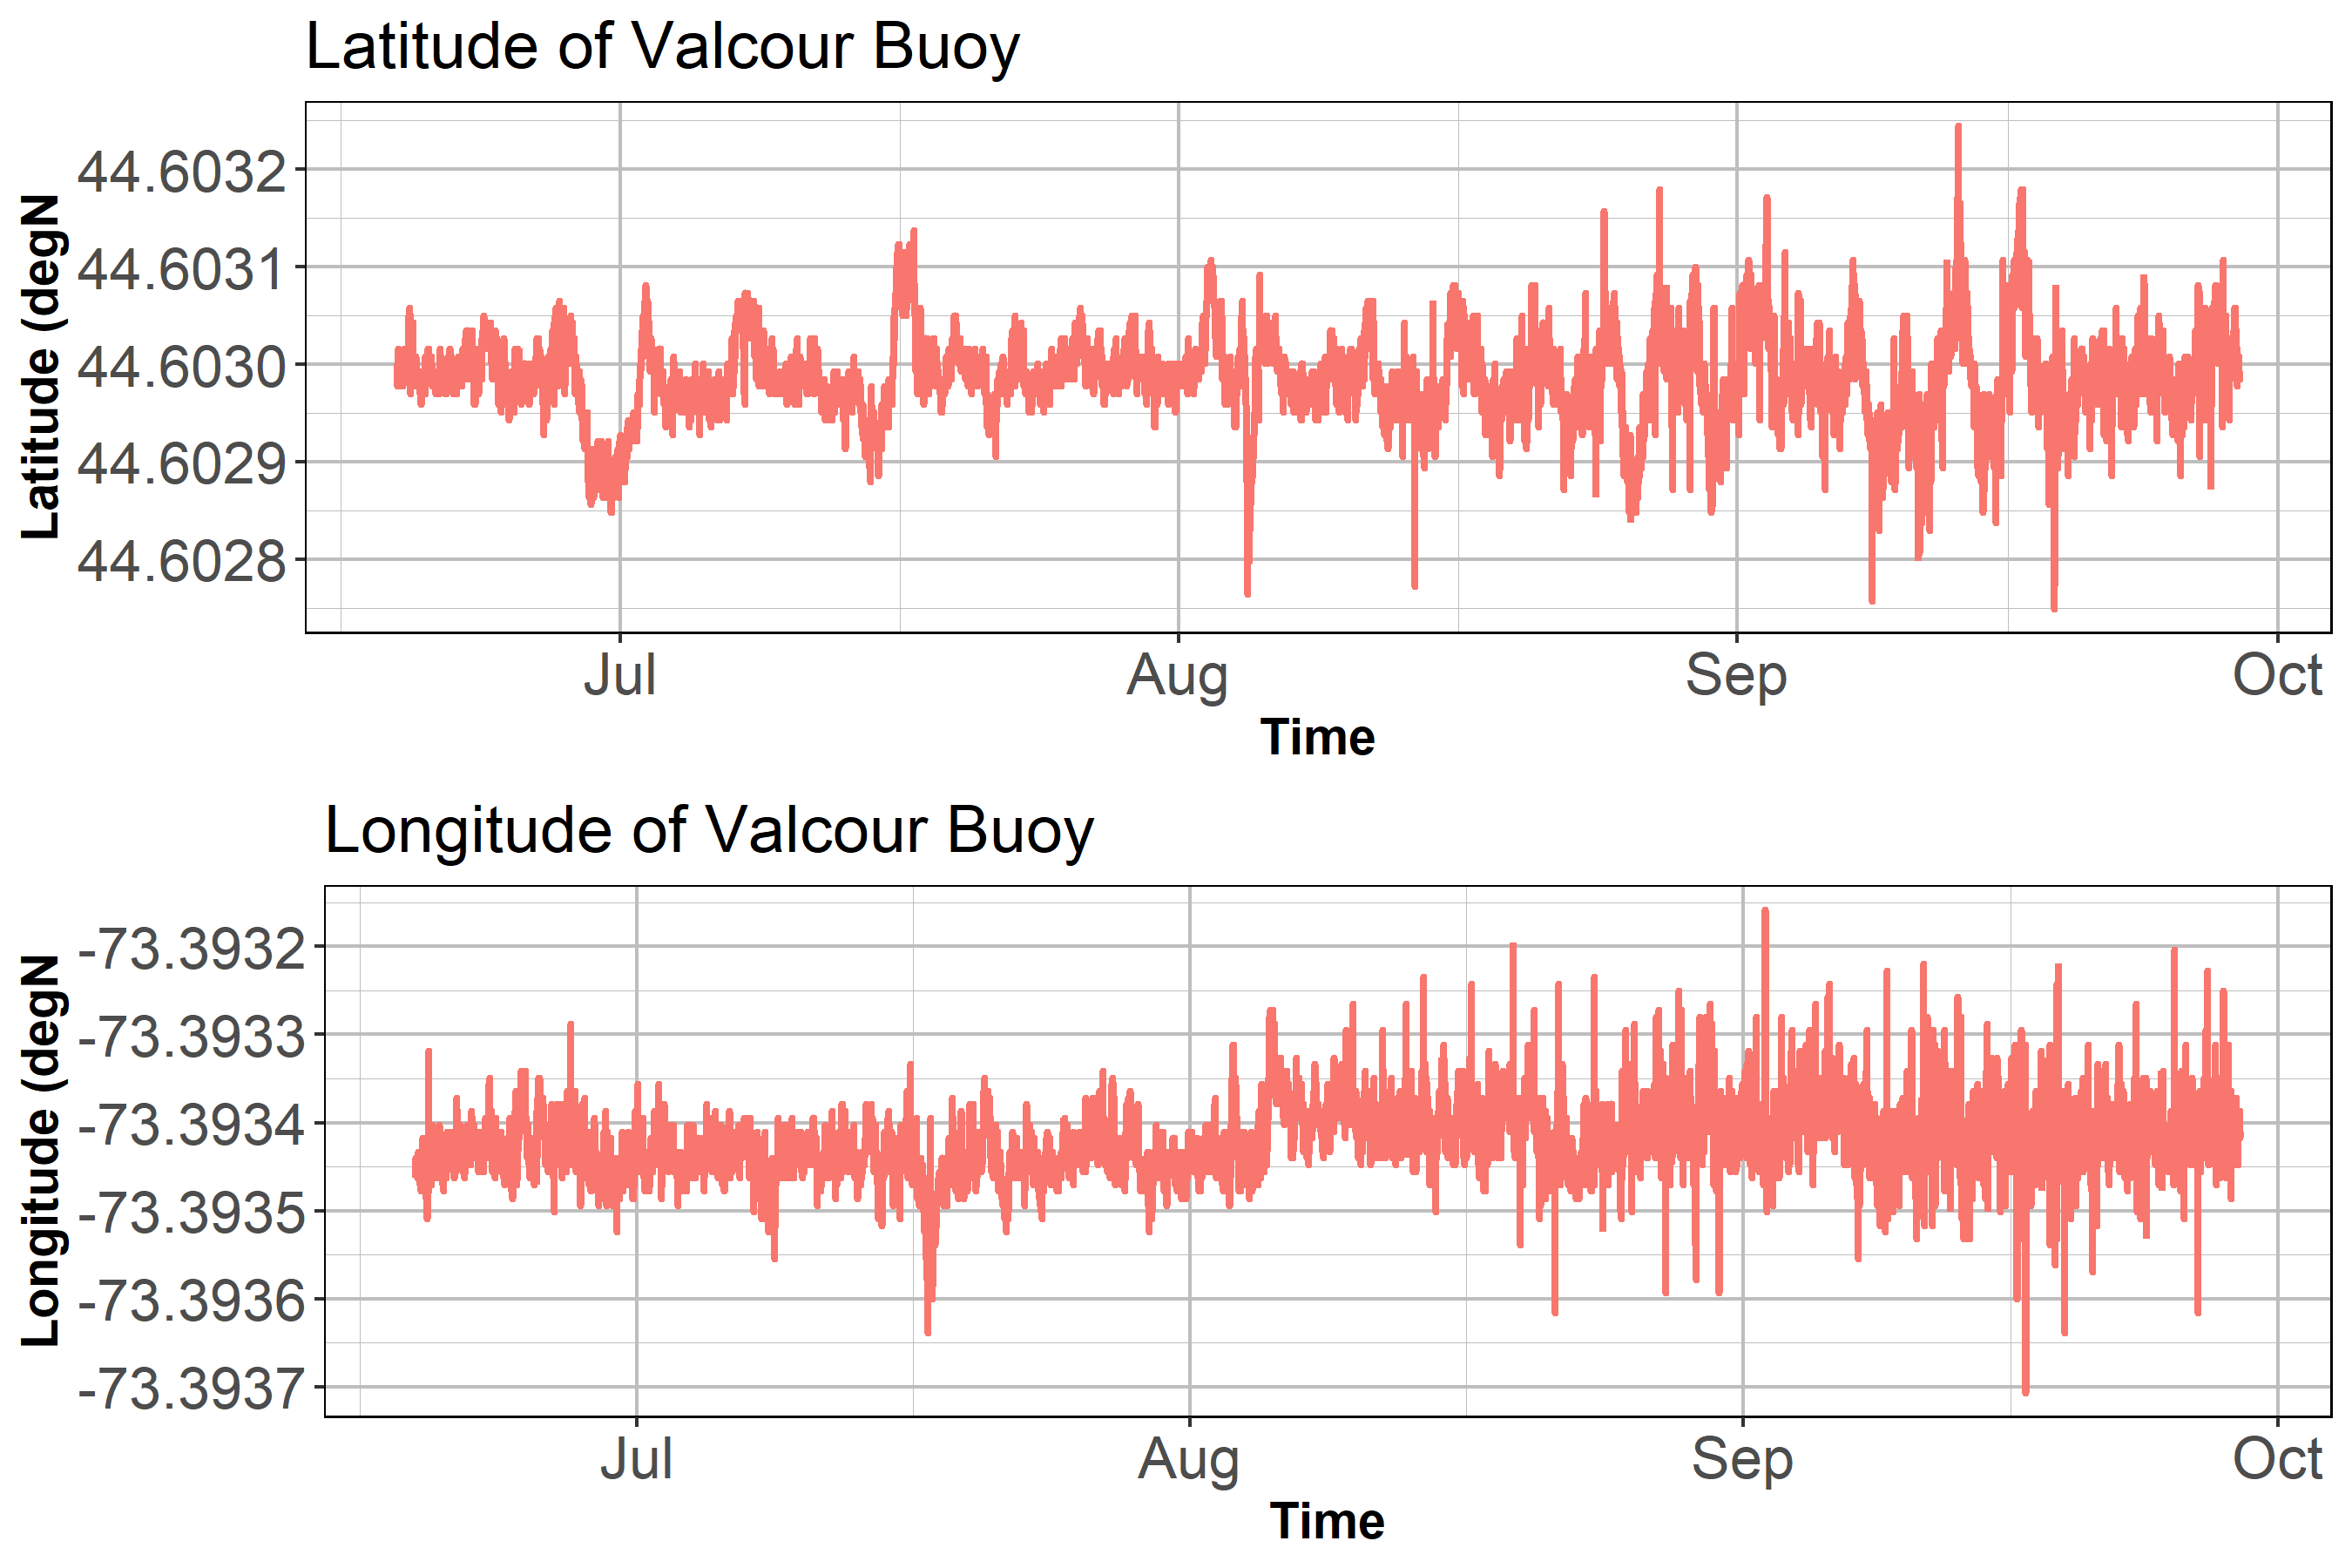 Latitude of Valcour Buoy
Latitude (degN
44.6032
44.6031
44.6030
44.6029
44.6028
Jul Aug Sep Oct
Time
Longitude of Valcour Buoy
Longitude (degN
-73.3932
-73.3933
-73.3934
-73.3935
-73.3936
-73.3937
Jul Aug Sep Oct
Time